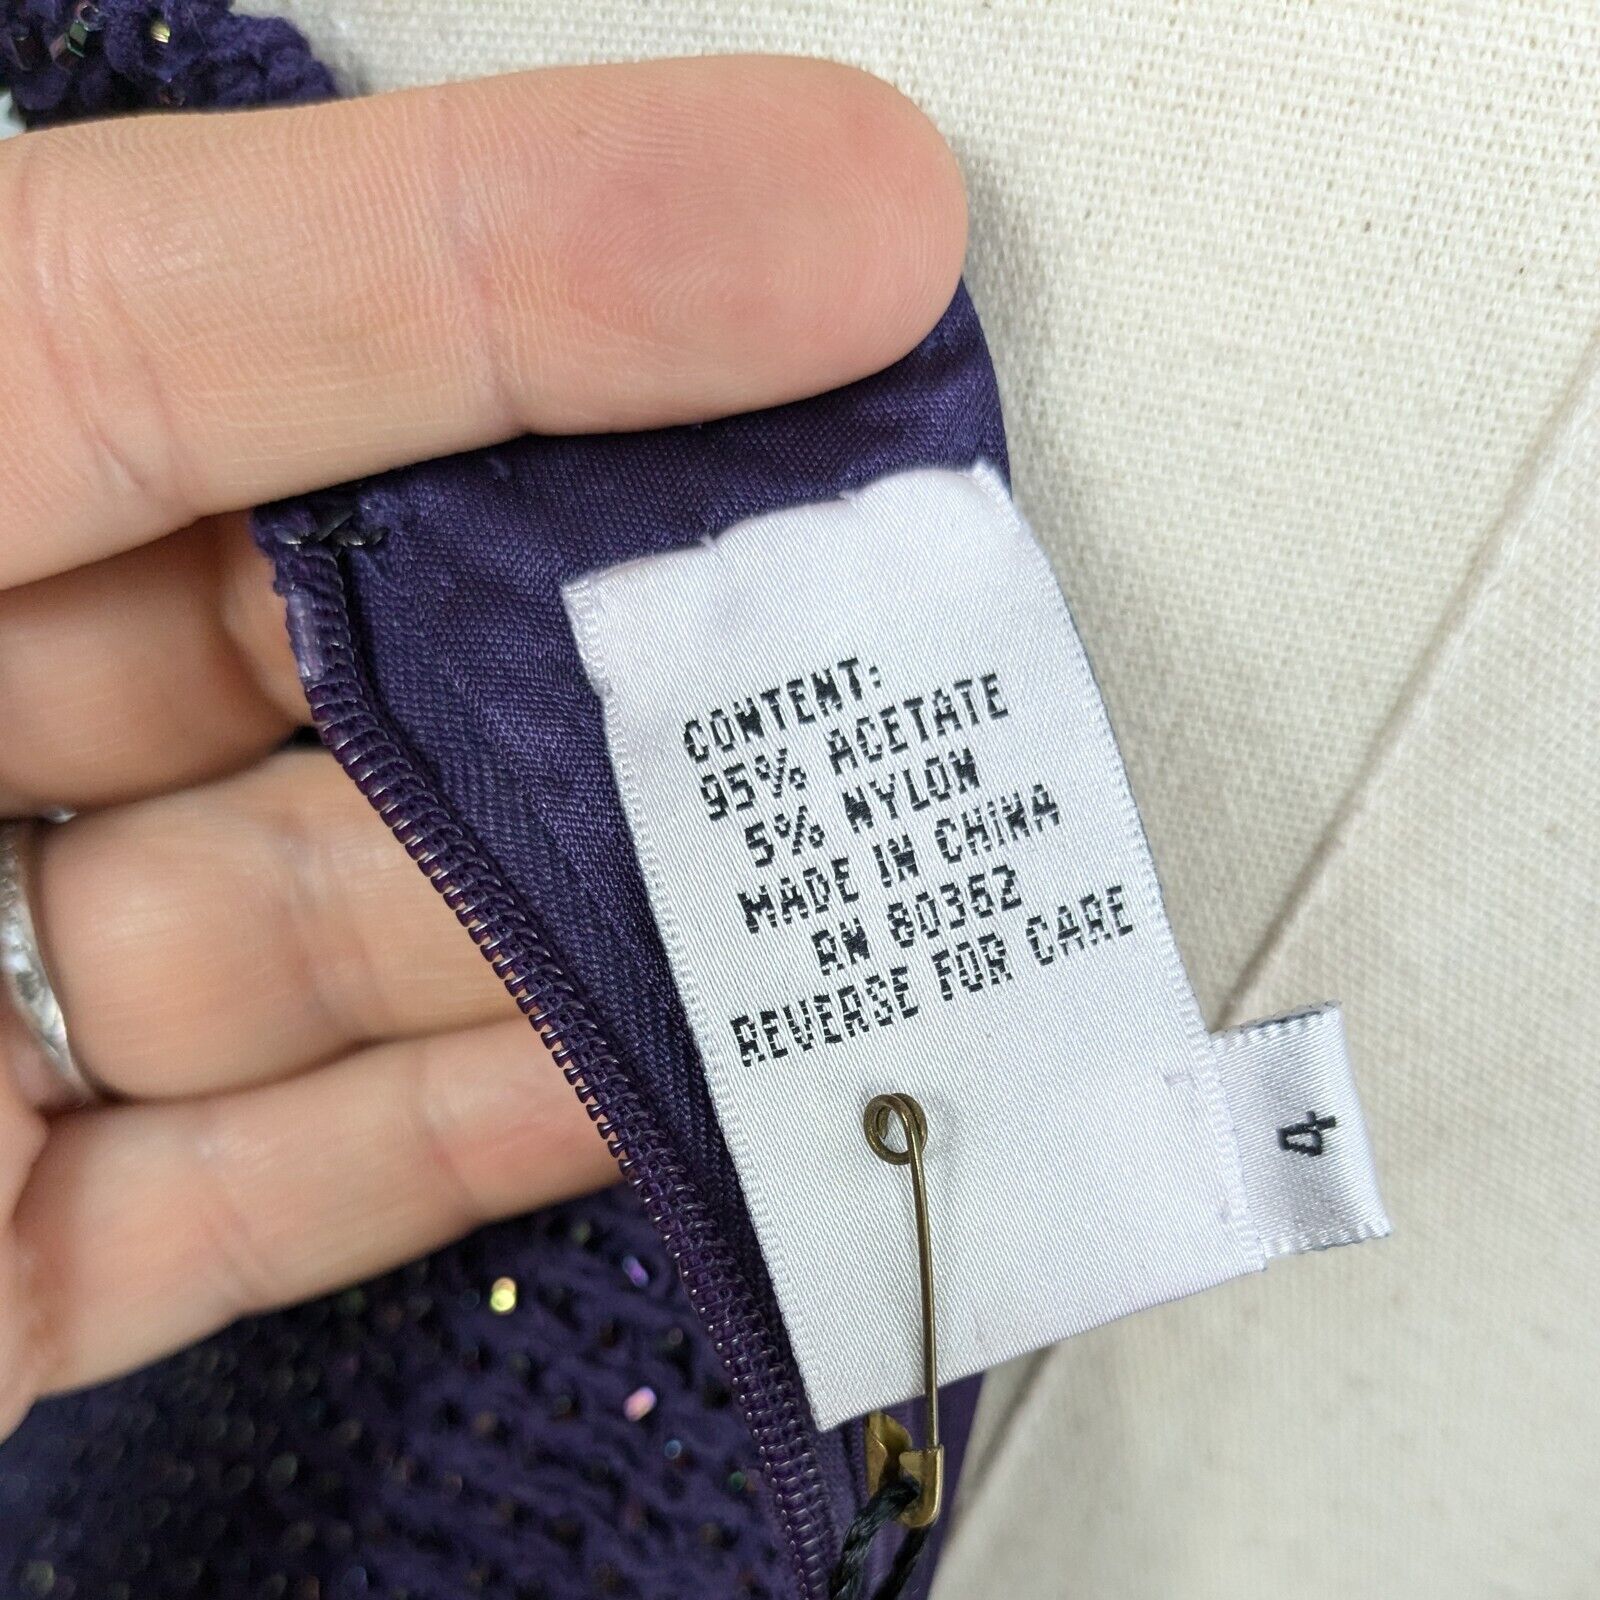 CONTENT:
95% ACETATE
5% NYLON
MADE IN CHINA
RN 80362
REVERSE FOR CARE
4